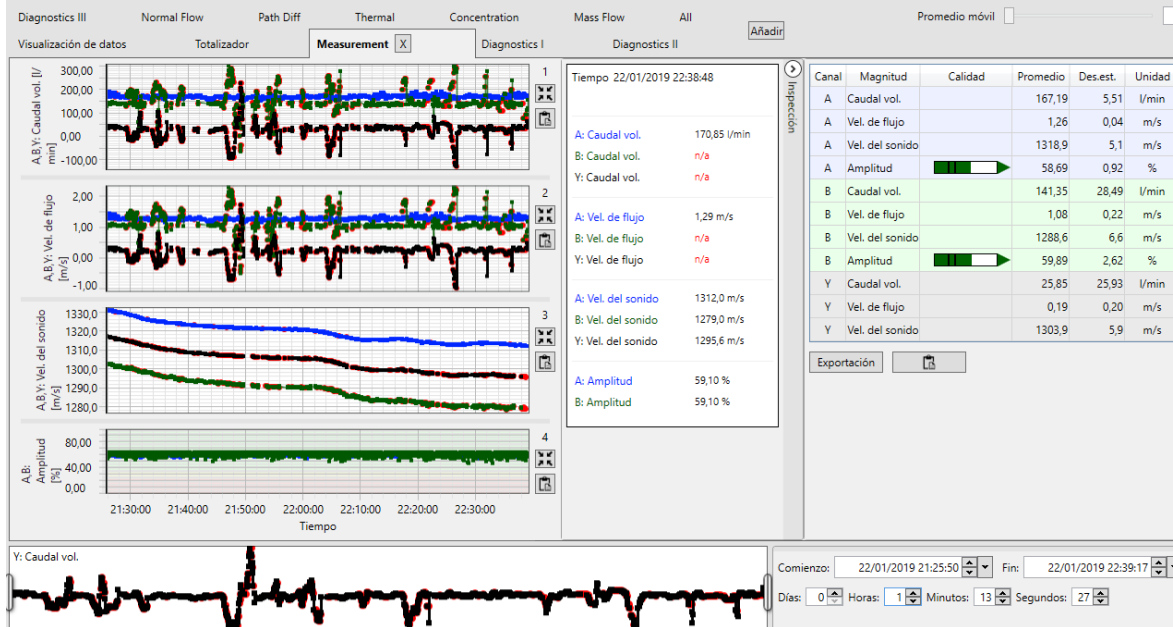 Diagnostics III Normal Flow Path Diff Thermal Concentration Mass Flow All
Visualización de datos Totalizador Measurement X Diagnostics I Diagnostics II
Añadir
Promedio móvil
A,B,Y: Caudal vol. [l/
min]
300,00
200,00
100,00
0,00
-100,00
1
A,B,Y: Vel. de flujo
[m/s]
2,00
1,00
0,00
-1,00
2
A,B,Y: Vel. del sonido
[m/s]
1330,0
1320,0
1310,0
1300,0
1290,0
1280,0
3
A,B:
Amplitud
[%]
80,00
40,00
0,00
4
21:30:00 21:40:00 21:50:00 22:00:00 22:10:00 22:20:00 22:30:00
Tiempo
Tiempo 22/01/2019 22:38:48
A: Caudal vol. 170,85 l/min
B: Caudal vol. n/a
Y: Caudal vol. n/a
A: Vel. de flujo 1,29 m/s
B: Vel. de flujo n/a
Y: Vel. de flujo n/a
A: Vel. del sonido 1312,0 m/s
B: Vel. del sonido 1279,0 m/s
Y: Vel. del sonido 1295,6 m/s
A: Amplitud 59,10 %
B: Amplitud 59,10 %
Inspección
Canal Magnitud Calidad Promedio Des.est. Unidad
A Caudal vol. 167,19 5,51 l/min
A Vel. de flujo 1,26 0,04 m/s
A Vel. del sonido 1318,9 5,1 m/s
A Amplitud 58,69 0,92 %
B Caudal vol. 141,35 28,49 l/min
B Vel. de flujo 1,08 0,22 m/s
B Vel. del sonido 1288,6 6,6 m/s
B Amplitud 59,89 2,62 %
Y Caudal vol. 25,85 25,93 l/min
Y Vel. de flujo 0,19 0,20 m/s
Y Vel. del sonido 1303,9 5,9 m/s
Exportación
Y: Caudal vol.
Comienzo: 22/01/2019 21:25:50 Fin: 22/01/2019 22:39:17
Días: 0 Horas: 1 Minutos: 13 Segundos: 27